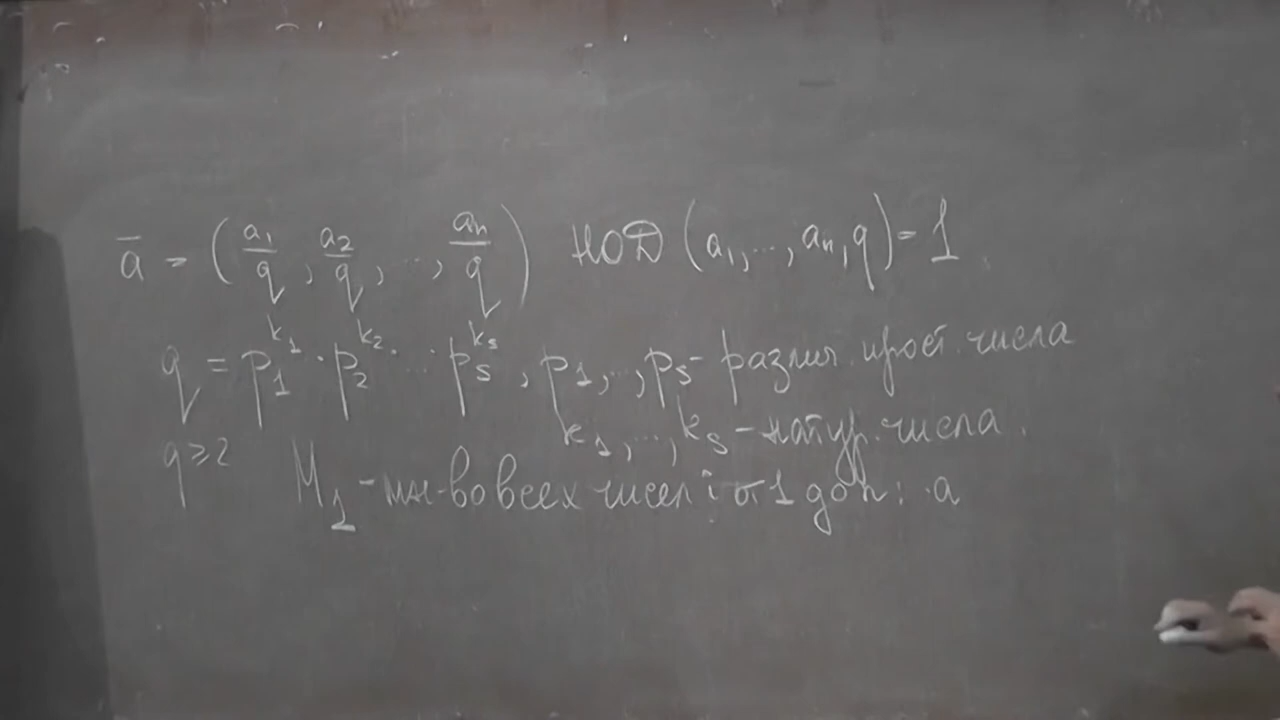 a̅ = (a₁/q, a₂/q, ..., aₙ/q) НОД (a₁, ..., aₙ, q) = 1
q = p₁^k₁ · p₂^k₂ · ... pₛ^kₛ, p₁, ..., pₛ - различ. прост. числа
k₁, ..., kₛ - натур. числа.
q ≥ 2 M₁ - мн-во всех чисел i от 1 до n: a